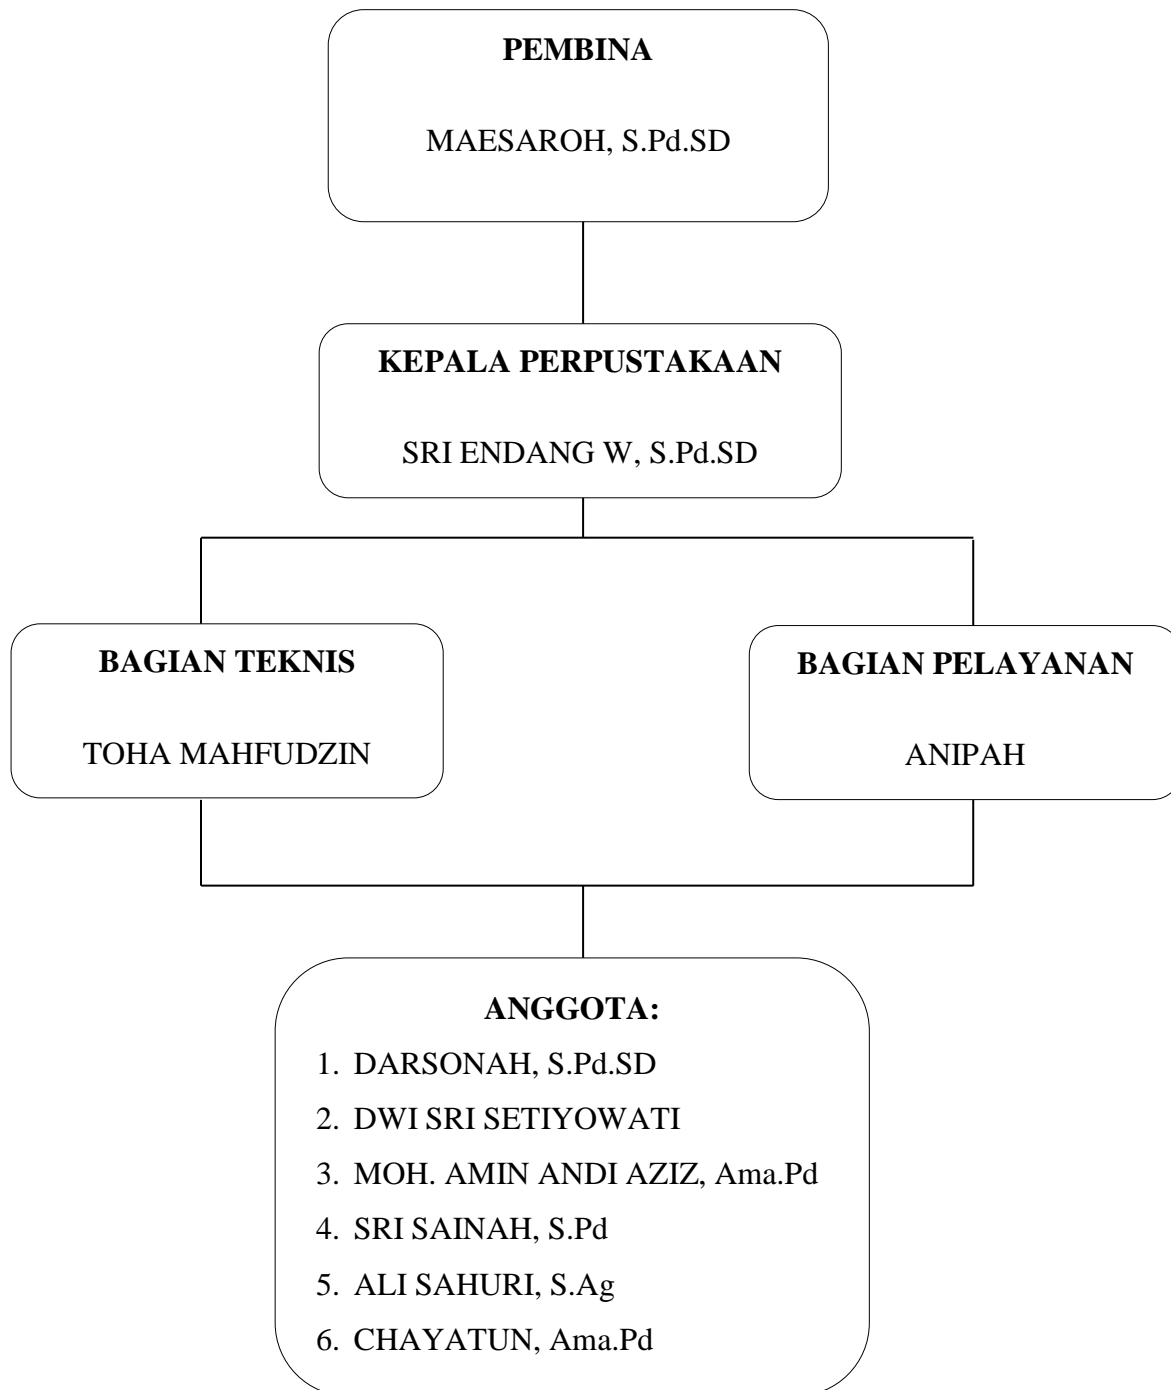 PEMBINA
MAESAROH, S.Pd.SD
KEPALA PERPUSTAKAAN
SRI ENDANG W, S.Pd.SD
BAGIAN TEKNIS
TOHA MAHFUDZIN
BAGIAN PELAYANAN
ANIPAH
ANGGOTA:
1. DARSONAH, S.Pd.SD
2. DWI SRI SETIYOWATI
3. MOH. AMIN ANDI AZIZ, Ama.Pd
4. SRI SAINAH, S.Pd
5. ALI SAHURI, S.Ag
6. CHAYATUN, Ama.Pd